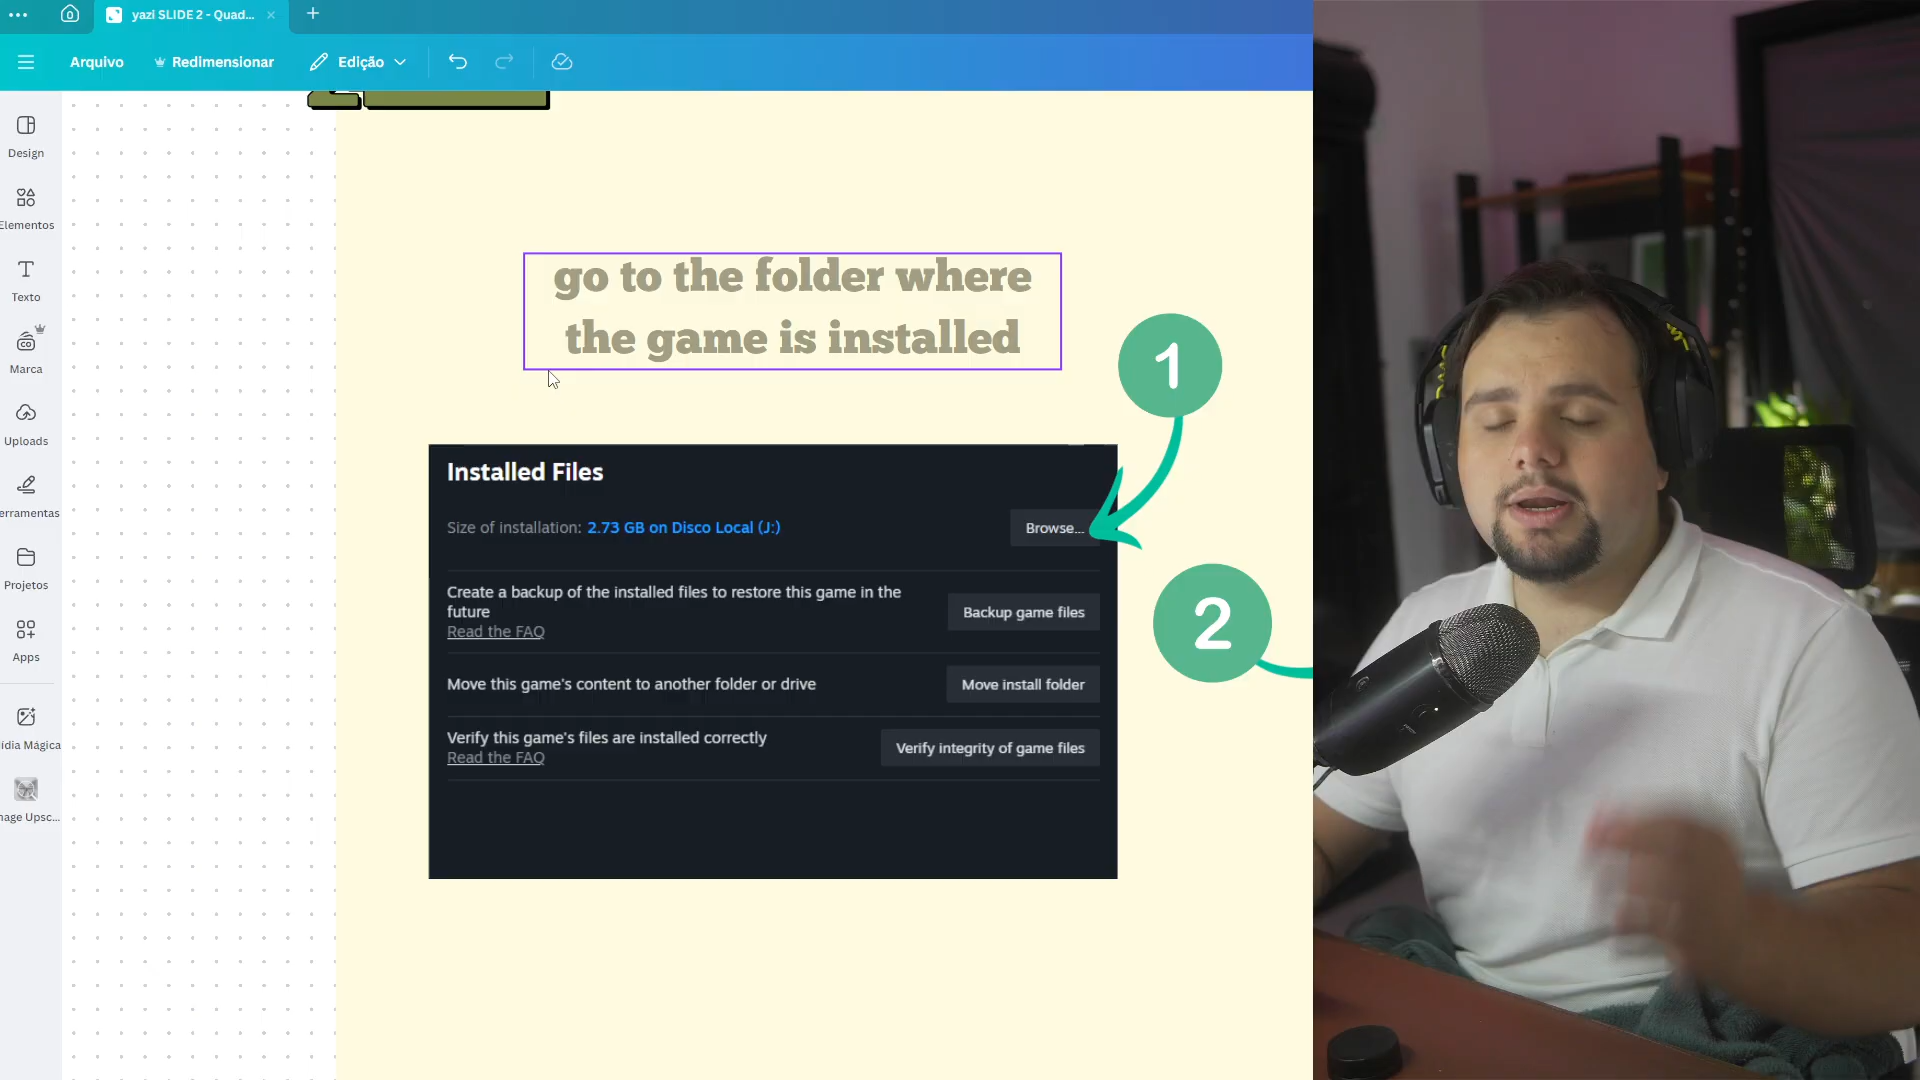 yazi SLIDE 2 - Quad...
Arquivo
Redimensionar
Edição
Design
Elementos
Texto
Marca
Uploads
erramentas
Projetos
Apps
ídia Mágica
nage Upsc...
go to the folder where
the game is installed
1
Installed Files
Size of installation: 2.73 GB on Disco Local (J:)
Browse...
2
Create a backup of the installed files to restore this game in the
future
Read the FAQ
Backup game files
Move this game's content to another folder or drive
Move install folder
Verify this game's files are installed correctly
Read the FAQ
Verify integrity of game files